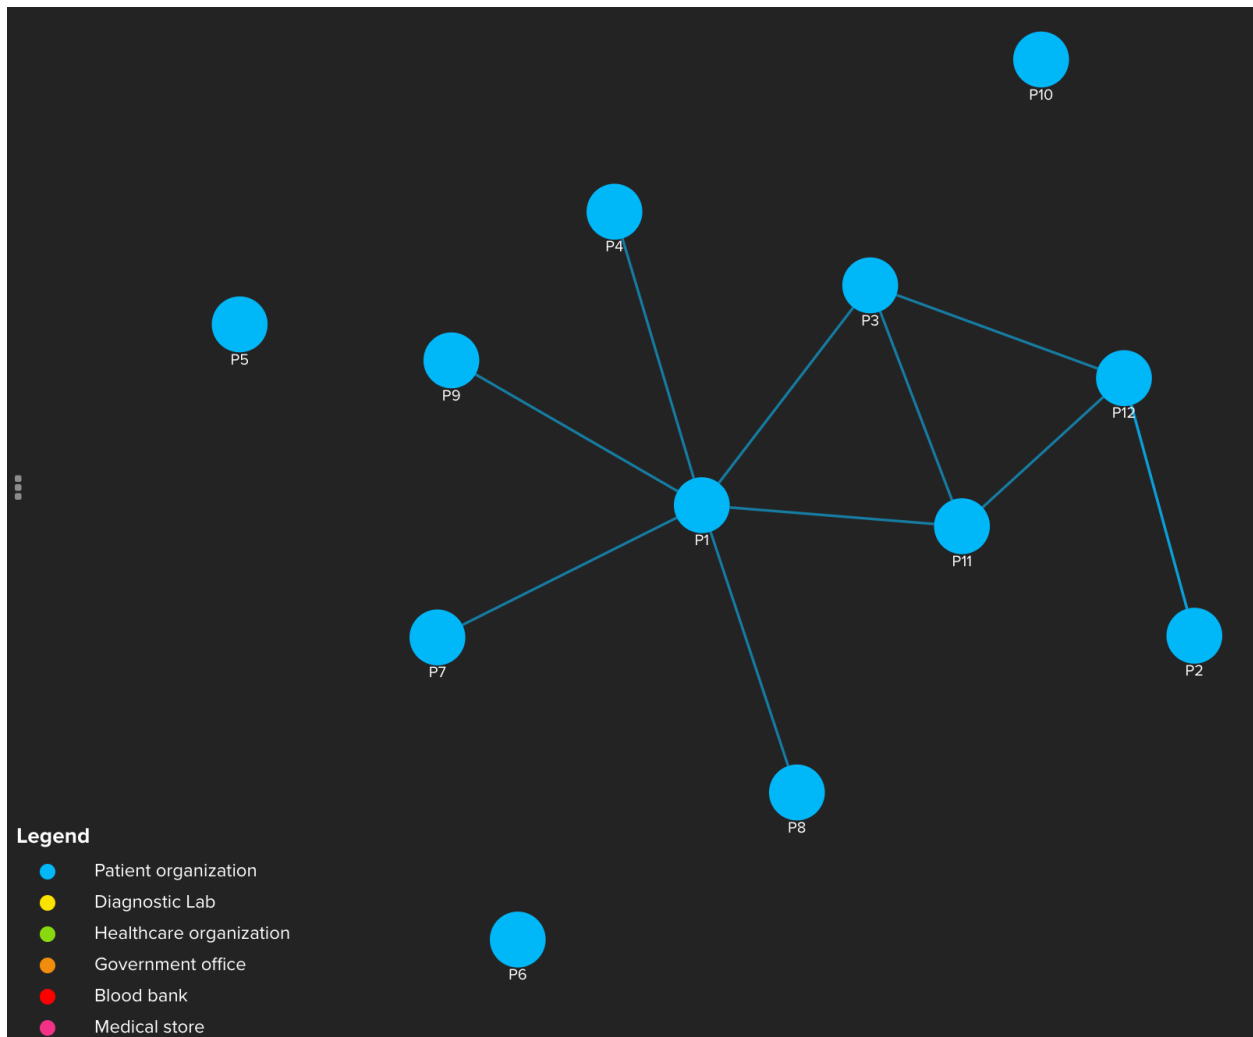 P10
P4
P3
P5
P9
P12
P1
P11
P7
P2
P8
Legend
Patient organization
Diagnostic Lab
Healthcare organization
Government office
Blood bank
P6
Medical store